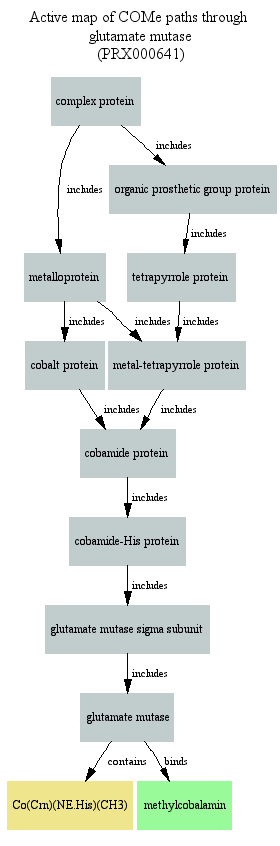 Active map of COMe paths through
glutamate mutase
(PRX000641)
complex protein
includes
organic prosthetic group protein
includes
includes
metalloprotein
tetrapyrrole protein
includes
includes
includes
cobalt protein
metal-tetrapyrrole protein
includes
includes
cobamide protein
includes
cobamide-His protein
includes
glutamate mutase sigma subunit
includes
glutamate mutase
contains
binds
Co(Crn)(NE.His)(CH3)
methylcobalamin